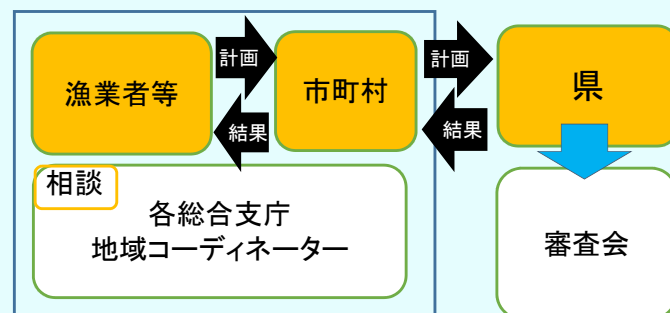 漁業者等
計画
市町村
計画
県
結果
結果
相談
各総合支庁
地域コーディネーター
審査会